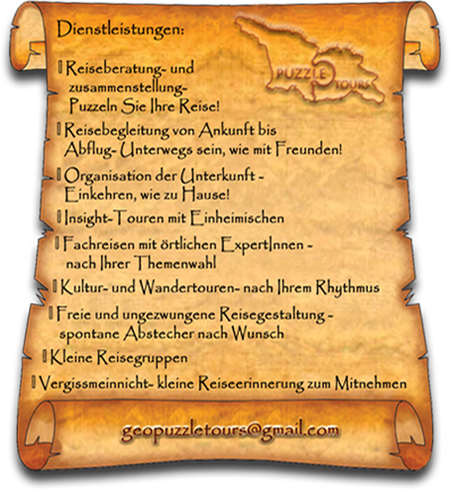 Dienstleistungen:
PUZZLE
TOURS
Reiseberatung- und
zusammenstellung-
Puzzeln Sie Ihre Reise!
Reisebegleitung von Ankunft bis
Abflug- Unterwegs sein, wie mit Freunden!
Organisation der Unterkunft -
Einkehren, wie zu Hause!
Insight-Touren mit Einheimischen
Fachreisen mit örtlichen ExpertInnen -
nach Ihrer Themenwahl
Kultur- und Wandertouren- nach Ihrem Rhythmus
Freie und ungezwungene Reisegestaltung -
spontane Abstecher nach Wunsch
Kleine Reisegruppen
Vergissmeinnicht- kleine Reiseerinnerung zum Mitnehmen
geopuzzletours@gmail.com